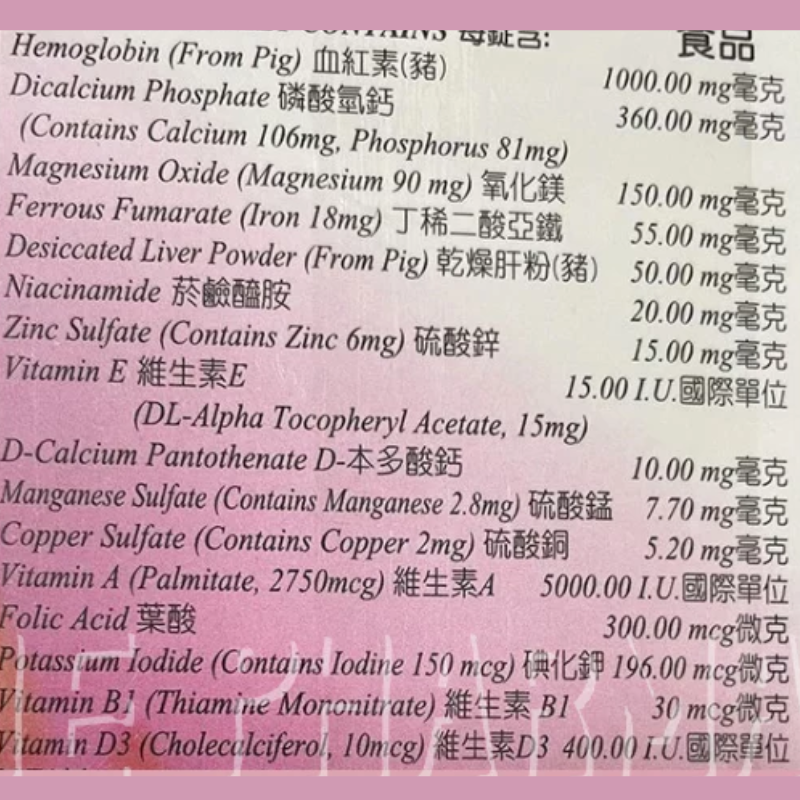 CONTAINS 每錠含: 食品
Hemoglobin (From Pig) 血紅素(豬) 1000.00 mg毫克
Dicalcium Phosphate 磷酸氫鈣 360.00 mg毫克
(Contains Calcium 106mg, Phosphorus 81mg)
Magnesium Oxide (Magnesium 90 mg) 氧化鎂 150.00 mg毫克
Ferrous Fumarate (Iron 18mg) 丁稀二酸亞鐵 55.00 mg毫克
Desiccated Liver Powder (From Pig) 乾燥肝粉(豬) 50.00 mg毫克
Niacinamide 菸鹼醯胺 20.00 mg毫克
Zinc Sulfate (Contains Zinc 6mg) 硫酸鋅 15.00 mg毫克
Vitamin E 維生素E 15.00 I.U.國際單位
(DL-Alpha Tocopheryl Acetate, 15mg)
D-Calcium Pantothenate D-本多酸鈣 10.00 mg毫克
Manganese Sulfate (Contains Manganese 2.8mg) 硫酸錳 7.70 mg毫克
Copper Sulfate (Contains Copper 2mg) 硫酸銅 5.20 mg毫克
Vitamin A (Palmitate, 2750mcg) 維生素A 5000.00 I.U.國際單位
Folic Acid 葉酸 300.00 mcg微克
Potassium Iodide (Contains Iodine 150 mcg) 碘化鉀 196.00 mcg微克
Vitamin B1 (Thiamine Mononitrate) 維生素 B1 30 mcg微克
Vitamin D3 (Cholecalciferol, 10mcg) 維生素D3 400.00 I.U.國際單位